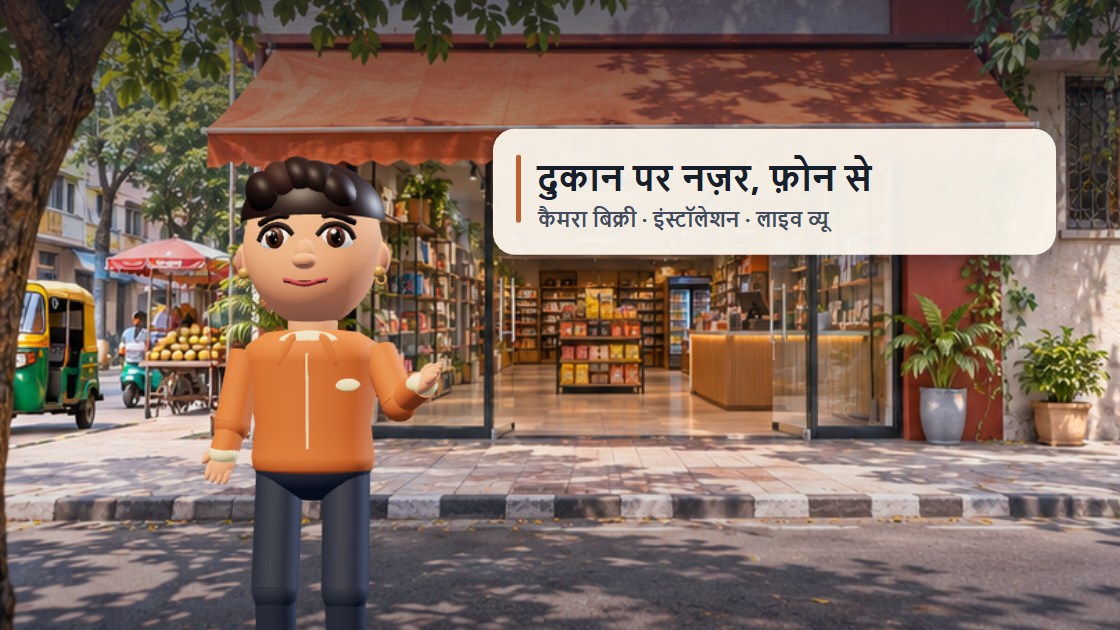 दुकान पर नज़र, फ़ोन से
कैमरा बिक्री · इंस्टॉलेशन · लाइव व्यू